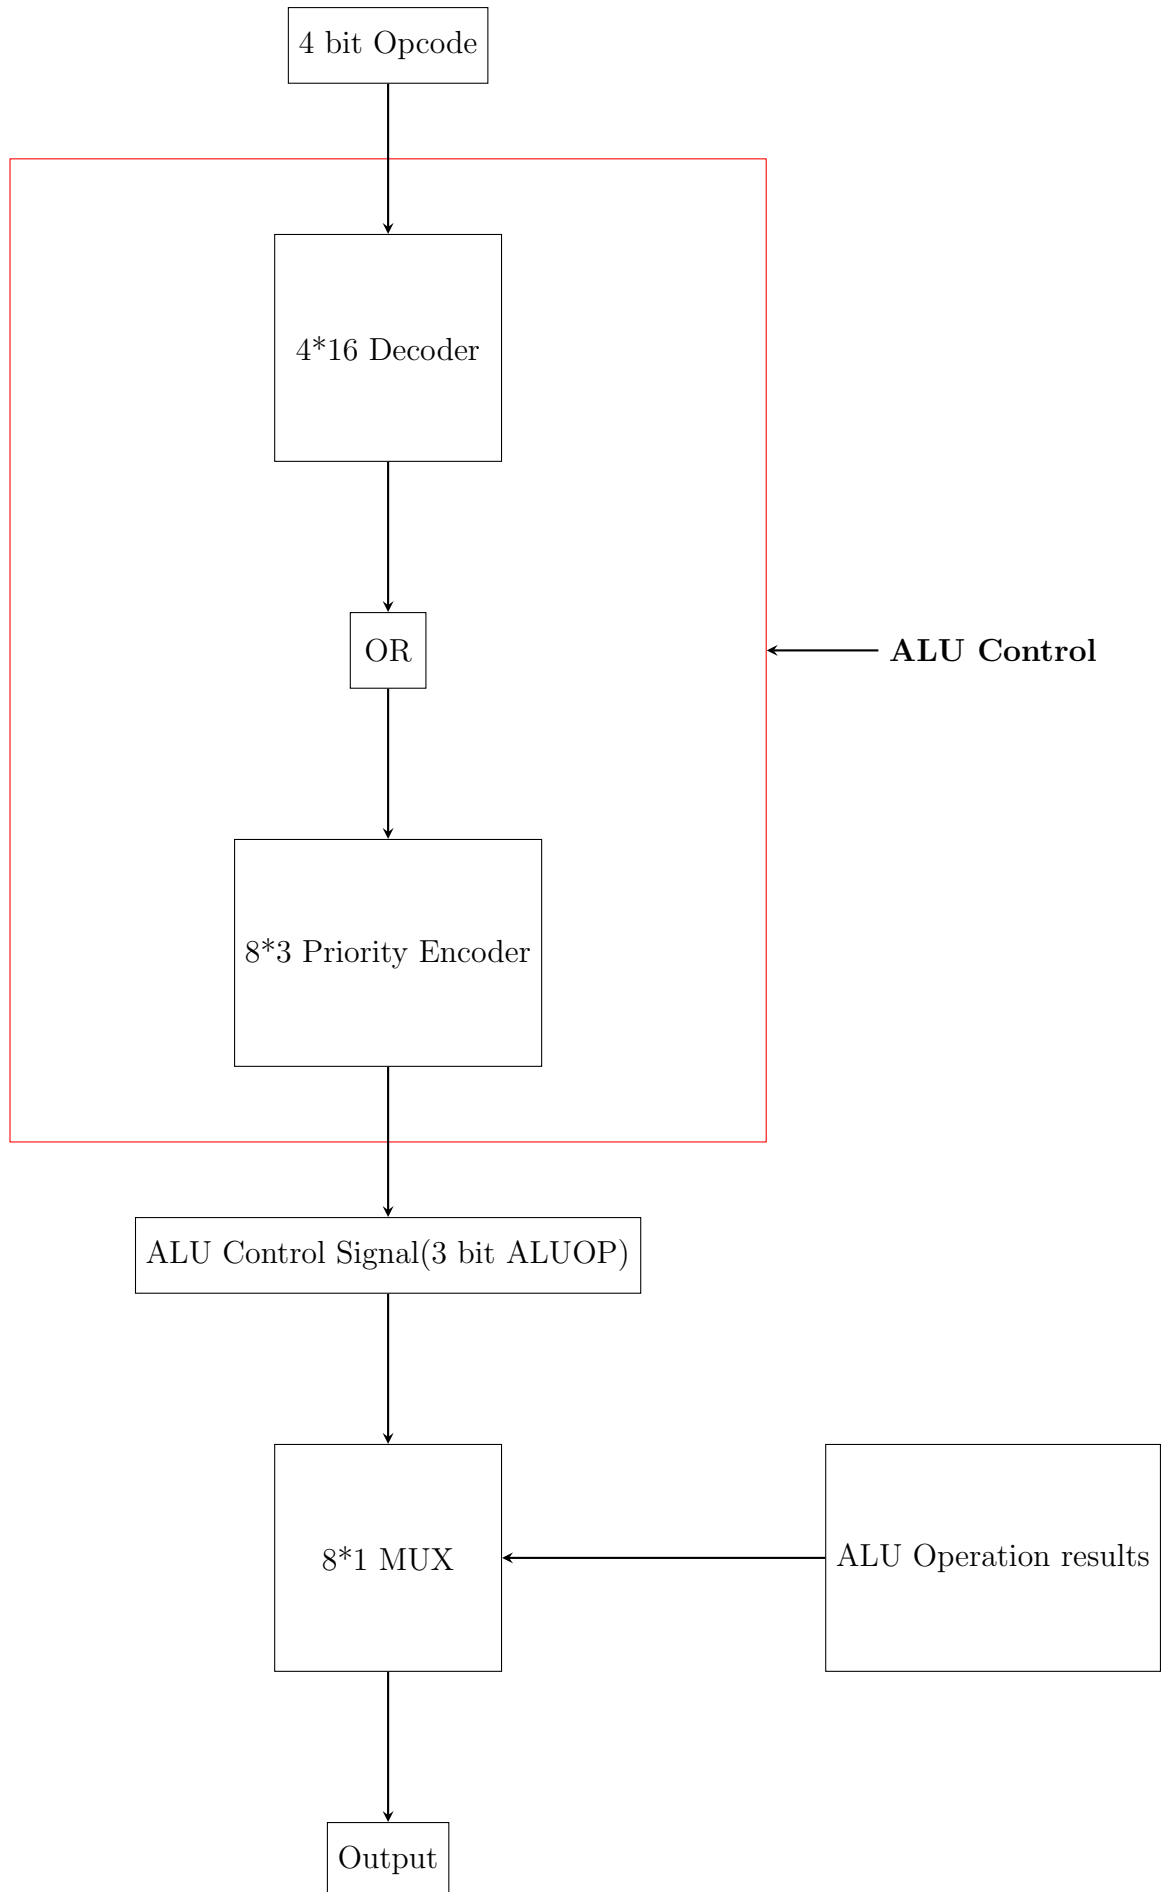 4 bit Opcode
4*16 Decoder
OR
ALU Control
8*3 Priority Encoder
ALU Control Signal(3 bit ALUOP)
8*1 MUX
ALU Operation results
Output